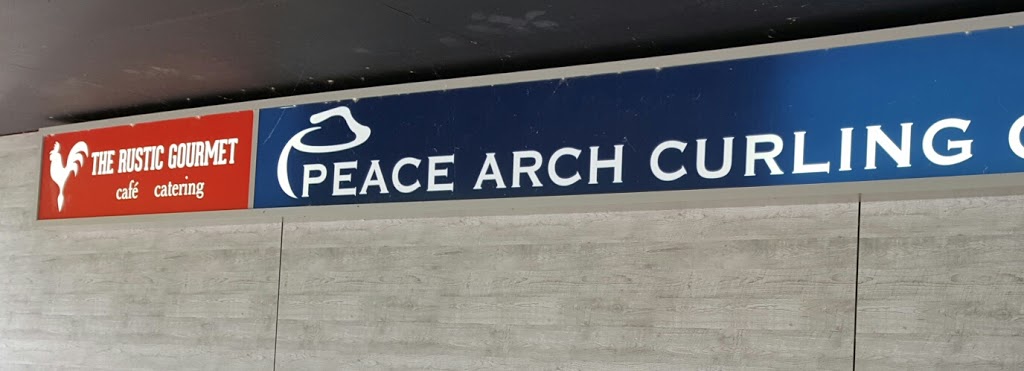 THE RUSTIC GOURMET
café catering
PEACE ARCH CURLING